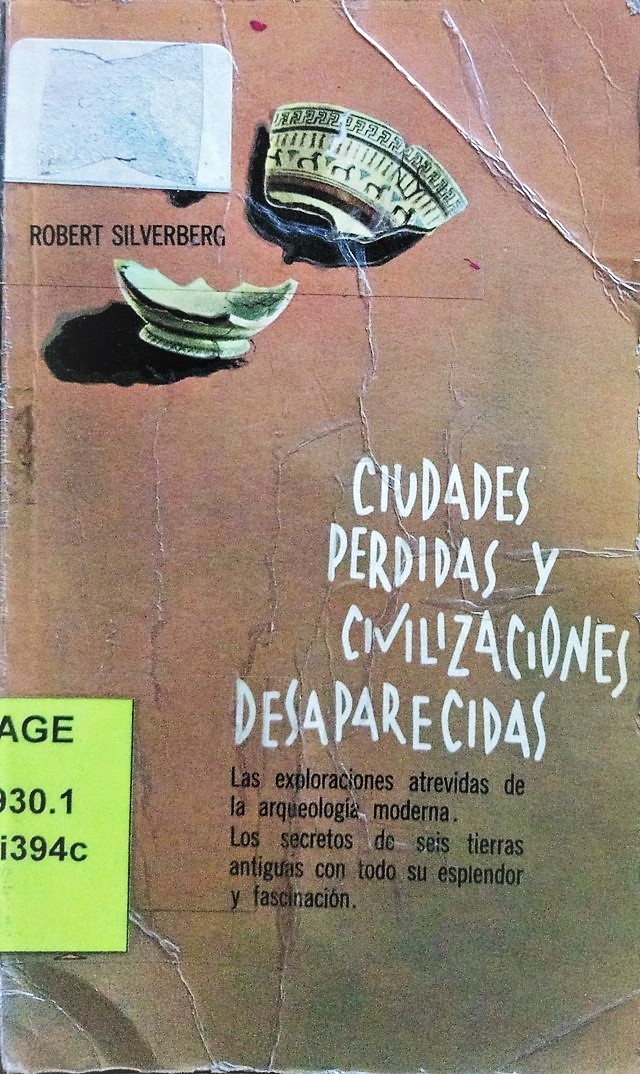 ROBERT SILVERBERG
CIUDADES
PERDIDAS Y
CIVILIZACIONES
DESAPARECIDAS
Las exploraciones atrevidas de
la arqueología moderna.
Los secretos de seis tierras
antiguas con todo su esplendor
y fascinación.
AGE
930.1
i394c